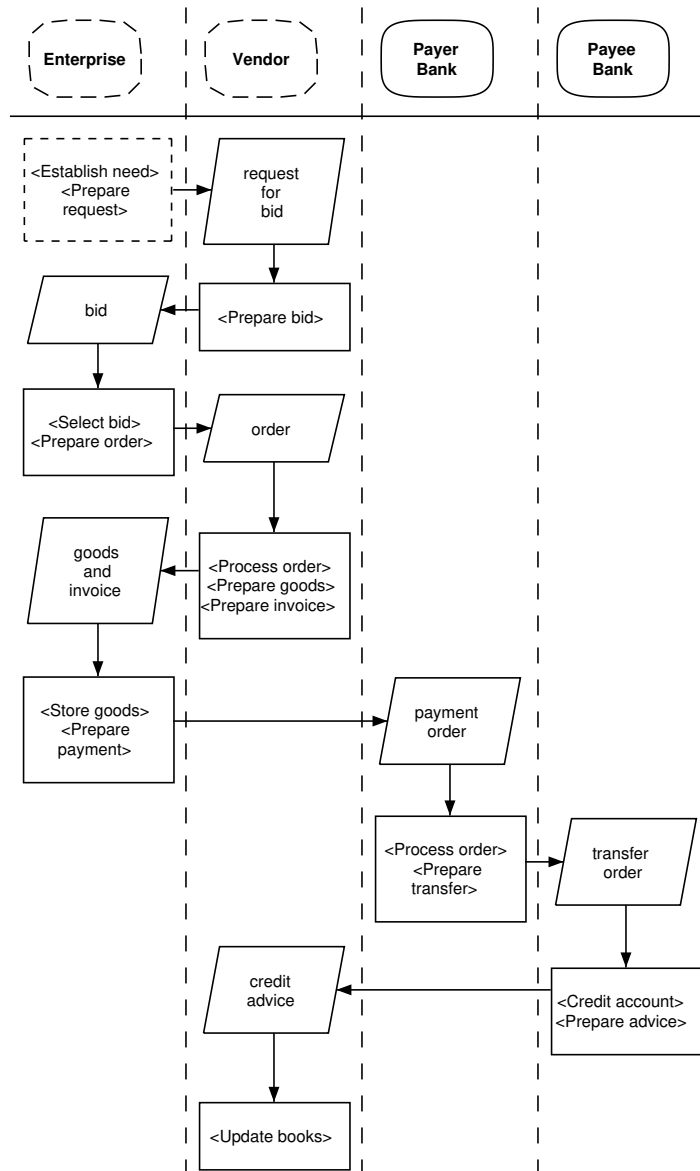 Enterprise
Vendor
Payer
Bank
Payee
Bank
<Establish need>
<Prepare
request>
request
for
bid
bid
<Prepare bid>
<Select bid>
<Prepare order>
order
goods
and
invoice
<Process order>
<Prepare goods>
<Prepare invoice>
<Store goods>
<Prepare
payment>
payment
order
<Process order>
<Prepare
transfer>
transfer
order
credit
advice
<Credit account>
<Prepare advice>
<Update books>